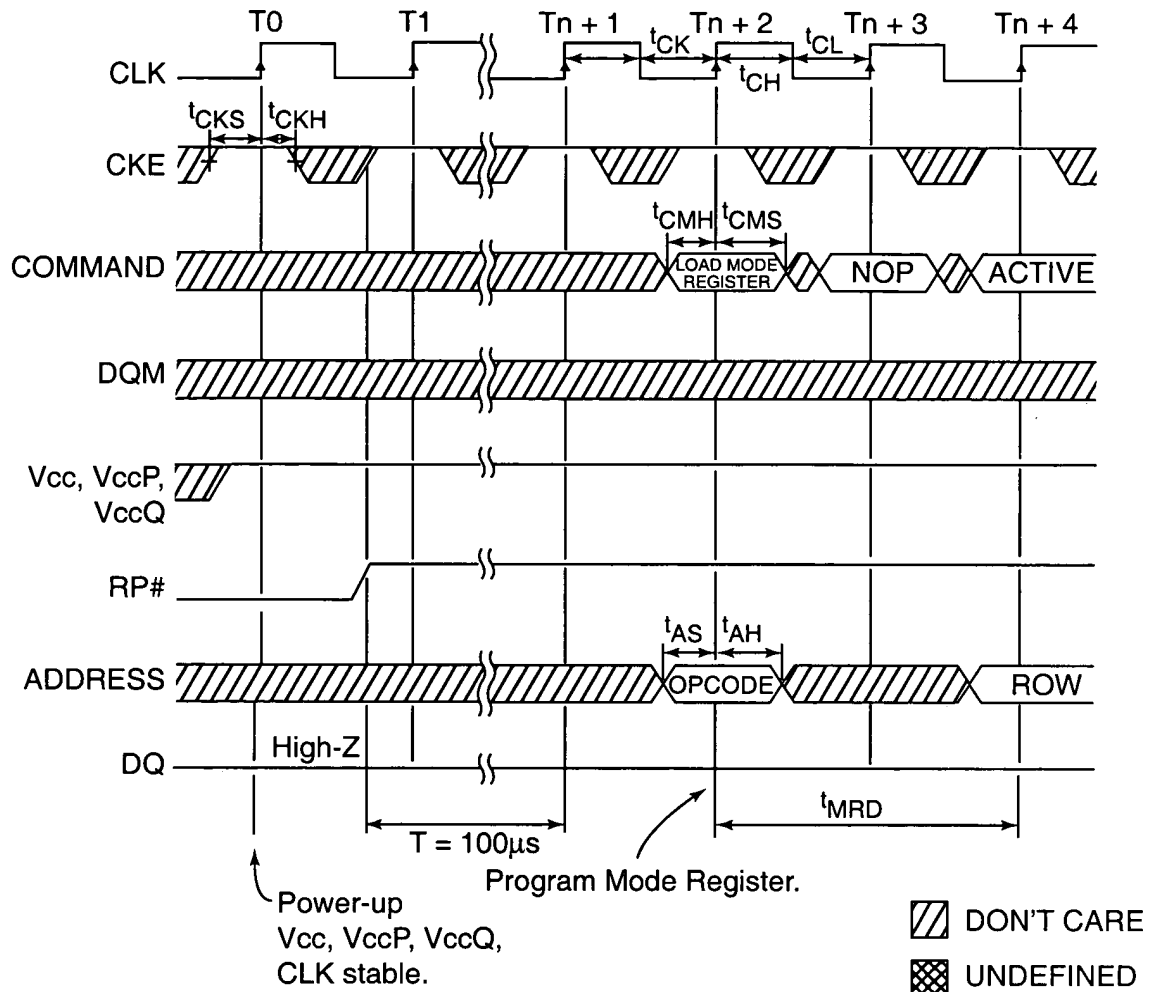 T0 T1 Tn + 1 Tn + 2 Tn + 3 Tn + 4
tCK tCL
CLK
tCH
tCKS tCKH
CKE
tCMH tCMS
COMMAND LOAD MODE REGISTER NOP ACTIVE
DQM
Vcc, VccP,
VccQ
RP#
tAS tAH
ADDRESS OPCODE ROW
High-Z
DQ
tMRD
T = 100μs
Program Mode Register.
Power-up
Vcc, VccP, VccQ,
CLK stable.
DON'T CARE
UNDEFINED